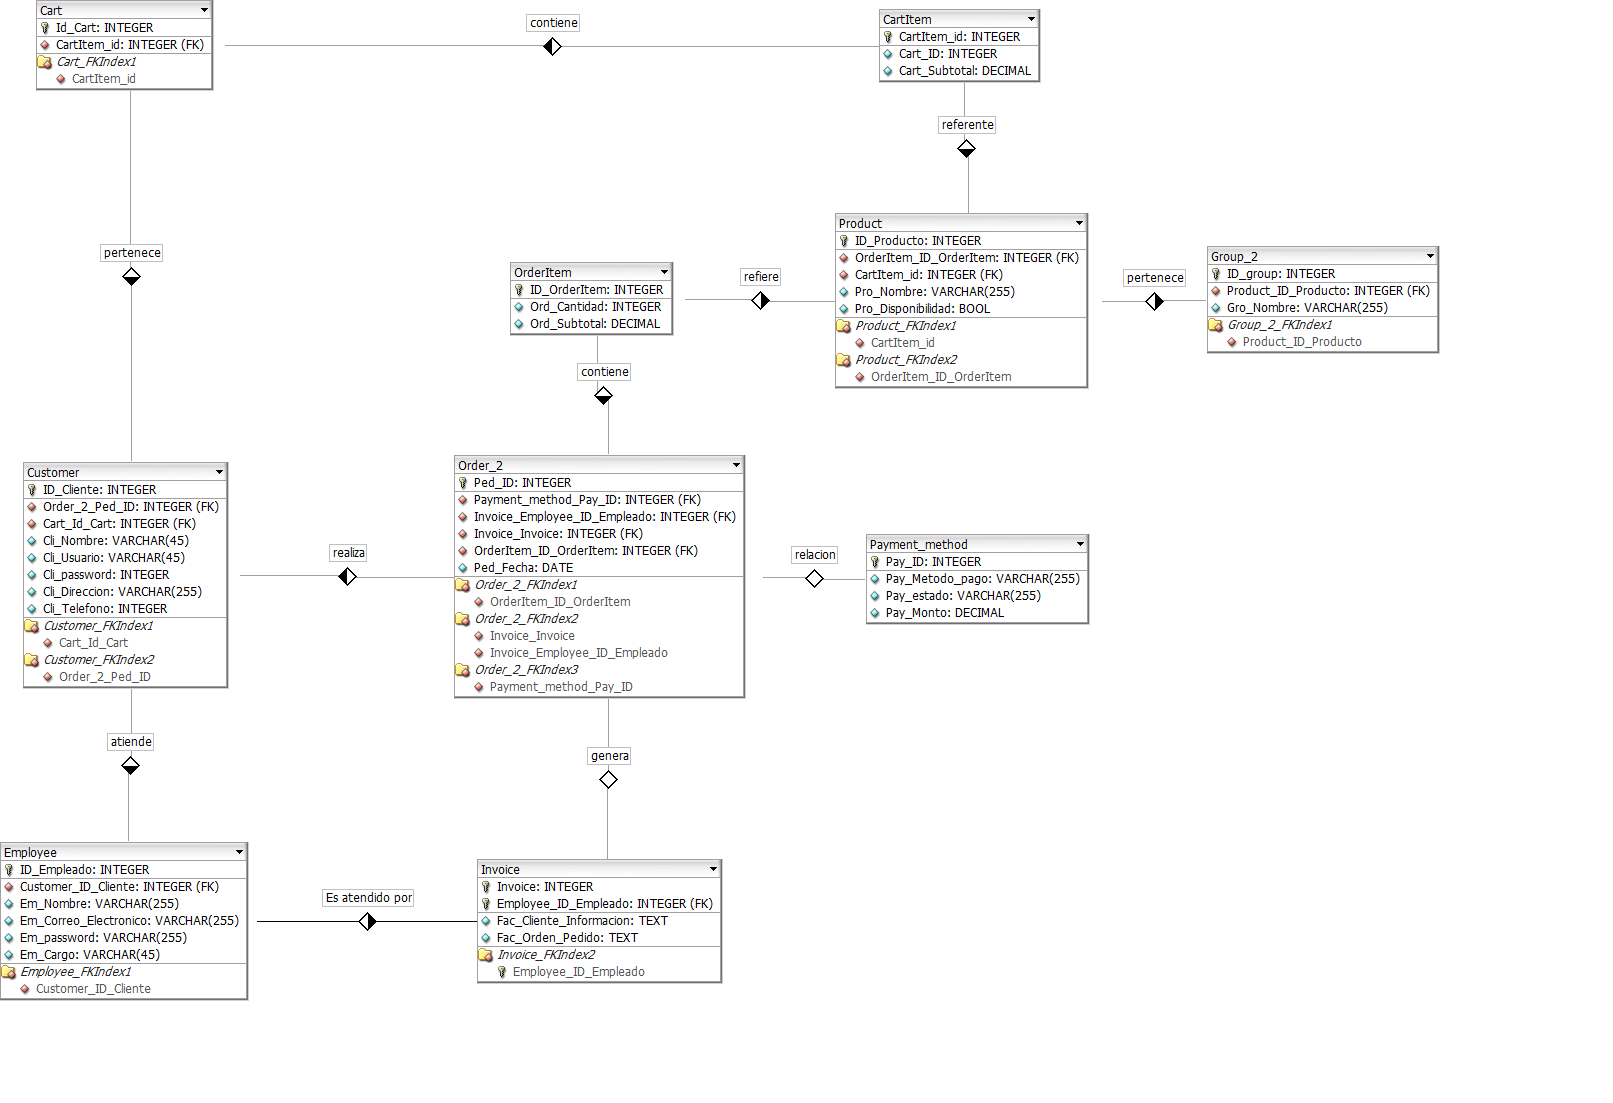 Cart
Id_Cart: INTEGER
CartItem_id: INTEGER (FK)
Cart_FKIndex1
CartItem_id
contiene
CartItem
CartItem_id: INTEGER
Cart_ID: INTEGER
Cart_Subtotal: DECIMAL
referente
pertenece
Product
ID_Producto: INTEGER
OrderItem_ID_OrderItem: INTEGER (FK)
CartItem_id: INTEGER (FK)
Pro_Nombre: VARCHAR(255)
Pro_Disponibilidad: BOOL
Product_FKIndex1
CartItem_id
Product_FKIndex2
OrderItem_ID_OrderItem
pertenece
Group_2
ID_group: INTEGER
Product_ID_Producto: INTEGER (FK)
Gro_Nombre: VARCHAR(255)
Group_2_FKIndex1
Product_ID_Producto
OrderItem
ID_OrderItem: INTEGER
Ord_Cantidad: INTEGER
Ord_Subtotal: DECIMAL
refiere
contiene
Customer
ID_Cliente: INTEGER
Order_2_Ped_ID: INTEGER (FK)
Cart_Id_Cart: INTEGER (FK)
Cli_Nombre: VARCHAR(45)
Cli_Usuario: VARCHAR(45)
Cli_password: INTEGER
Cli_Direccion: VARCHAR(255)
Cli_Telefono: INTEGER
Customer_FKIndex1
Cart_Id_Cart
Customer_FKIndex2
Order_2_Ped_ID
realiza
Order_2
Ped_ID: INTEGER
Payment_method_Pay_ID: INTEGER (FK)
Invoice_Employee_ID_Empleado: INTEGER (FK)
Invoice_Invoice: INTEGER (FK)
OrderItem_ID_OrderItem: INTEGER (FK)
Ped_Fecha: DATE
Order_2_FKIndex1
OrderItem_ID_OrderItem
Order_2_FKIndex2
Invoice_Invoice
Invoice_Employee_ID_Empleado
Order_2_FKIndex3
Payment_method_Pay_ID
relacion
Payment_method
Pay_ID: INTEGER
Pay_Metodo_pago: VARCHAR(255)
Pay_estado: VARCHAR(255)
Pay_Monto: DECIMAL
atiende
genera
Employee
ID_Empleado: INTEGER
Customer_ID_Cliente: INTEGER (FK)
Em_Nombre: VARCHAR(255)
Em_Correo_Electronico: VARCHAR(255)
Em_password: VARCHAR(255)
Em_Cargo: VARCHAR(45)
Employee_FKIndex1
Customer_ID_Cliente
Es atendido por
Invoice
Invoice: INTEGER
Employee_ID_Empleado: INTEGER (FK)
Fac_Cliente_Informacion: TEXT
Fac_Orden_Pedido: TEXT
Invoice_FKIndex2
Employee_ID_Empleado